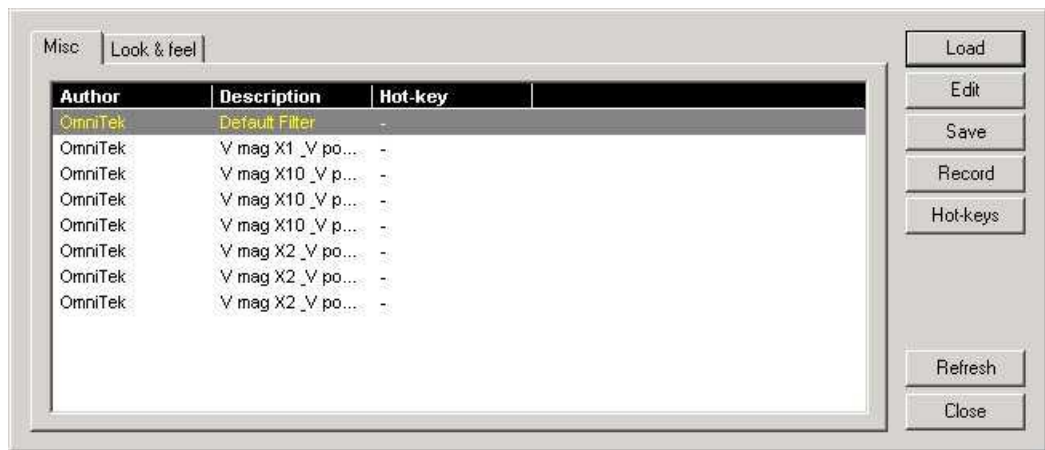 Misc Look & feel
Author Description Hot-key
OmniTek Default Filter -
OmniTek V mag X1 _V po... -
OmniTek V mag X10 _V p... -
OmniTek V mag X10 _V p... -
OmniTek V mag X10 _V p... -
OmniTek V mag X2 _V po... -
OmniTek V mag X2 _V po... -
OmniTek V mag X2 _V po... -
Load
Edit
Save
Record
Hot-keys
Refresh
Close